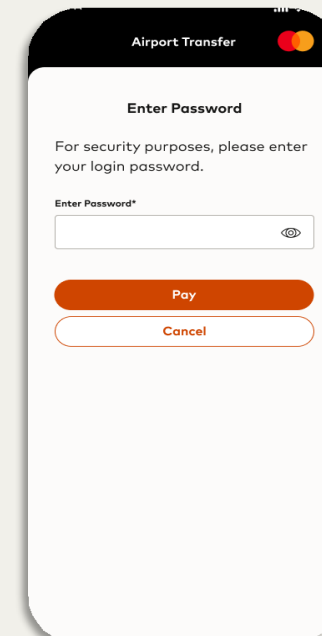 Airport Transfer
Enter Password
For security purposes, please enter
your login password.
Enter Password*
Pay
Cancel